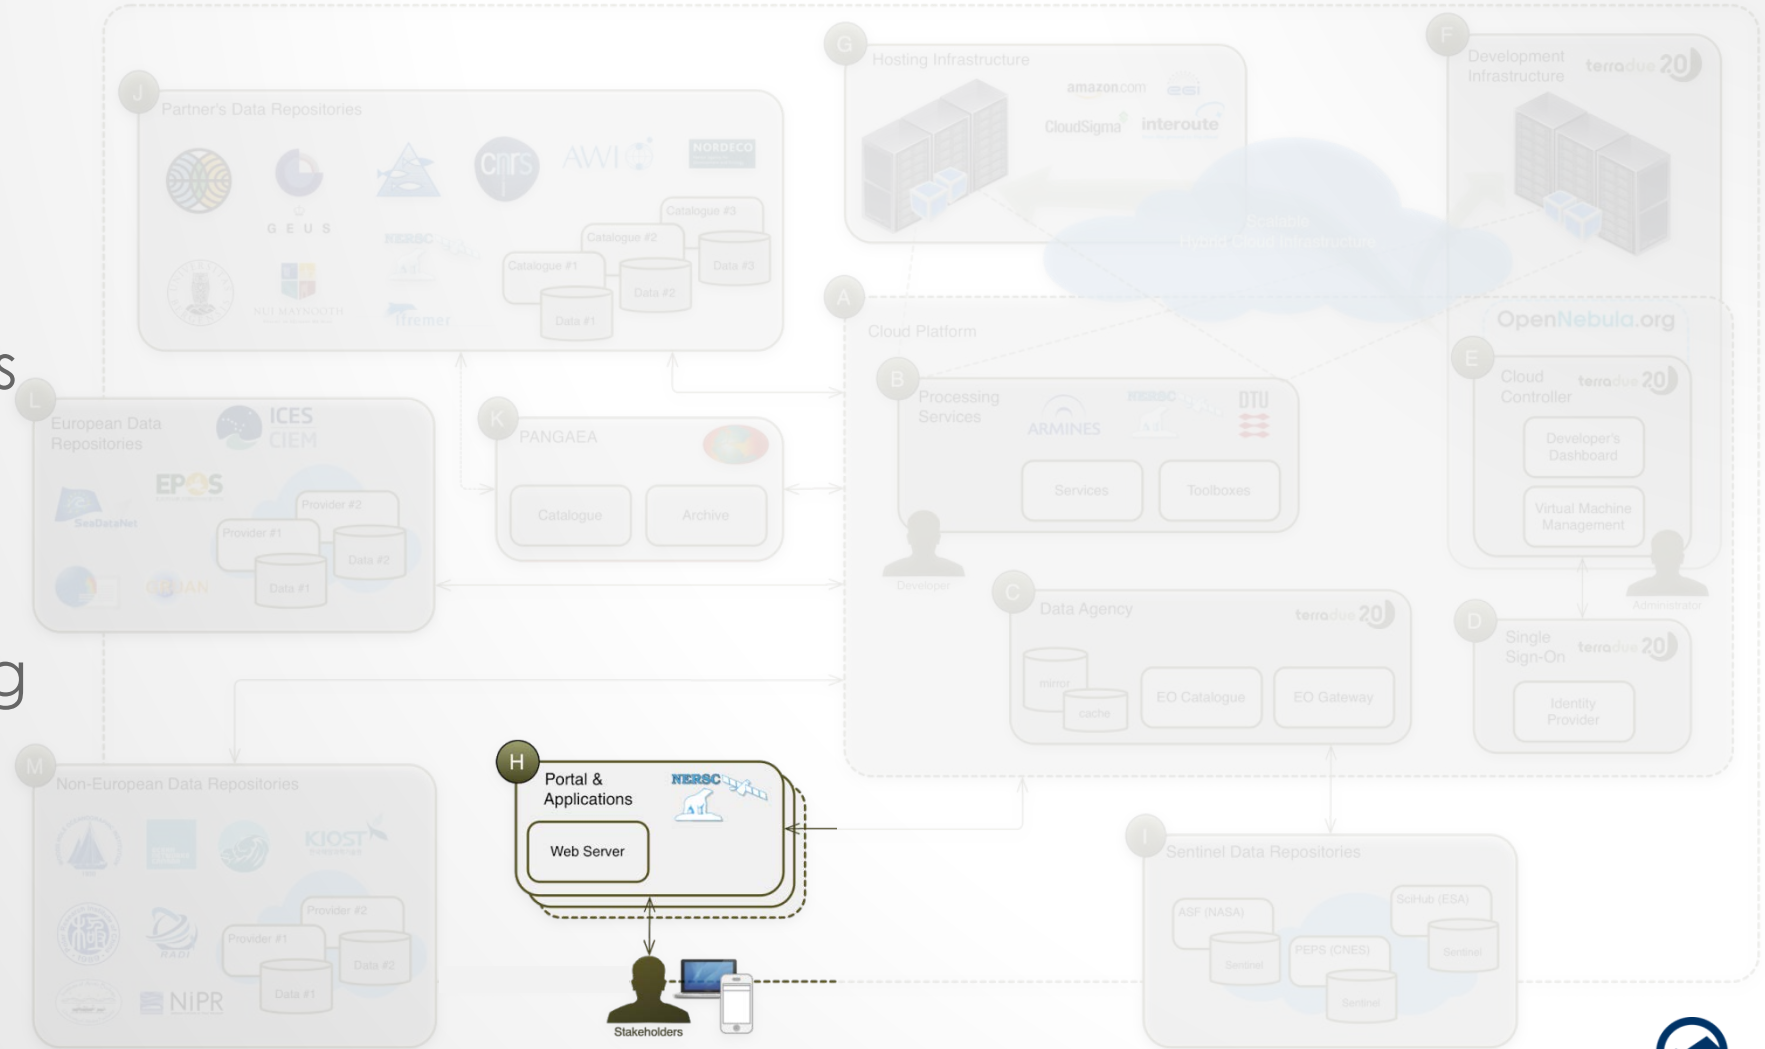 G
Hosting Infrastructure
amazon.com
CloudSigma
interoute
F
Development
Infrastructure
terradue 2.0
J
Partner's Data Repositories
cnrs
AWI
NORDECO
GEUS
NERSC
NUI MAYNOOTH
Ifremer
Catalogue #3
Catalogue #2
Catalogue #1
Data #3
Data #2
Data #1
Scalable
Hybrid Cloud Infrastructure
A
Cloud Platform
OpenNebula.org
B
Processing
Services
ARMINES
NERSC
DTU
Services
Toolboxes
Developer
E
Cloud
Controller
terradue 2.0
Developer's
Dashboard
Virtual Machine
Management
Administrator
s
L
European Data
Repositories
ICES
CIEM
EPOS
SeaDataNet
Provider #2
Provider #1
Data #2
Data #1
K
PANGAEA
Catalogue
Archive
C
Data Agency
terradue 2.0
mirror
cache
EO Catalogue
EO Gateway
D
Single
Sign-On
terradue 2.0
Identity
Provider
g
M
Non-European Data Repositories
KIOST
RADI
NiPR
Provider #2
Provider #1
Data #2
Data #1
H
Portal &
Applications
NERSC
Web Server
Stakeholders
I
Sentinel Data Repositories
ASF (NASA)
Sentinel
PEPS (CNES)
Sentinel
SciHub (ESA)
Sentinel